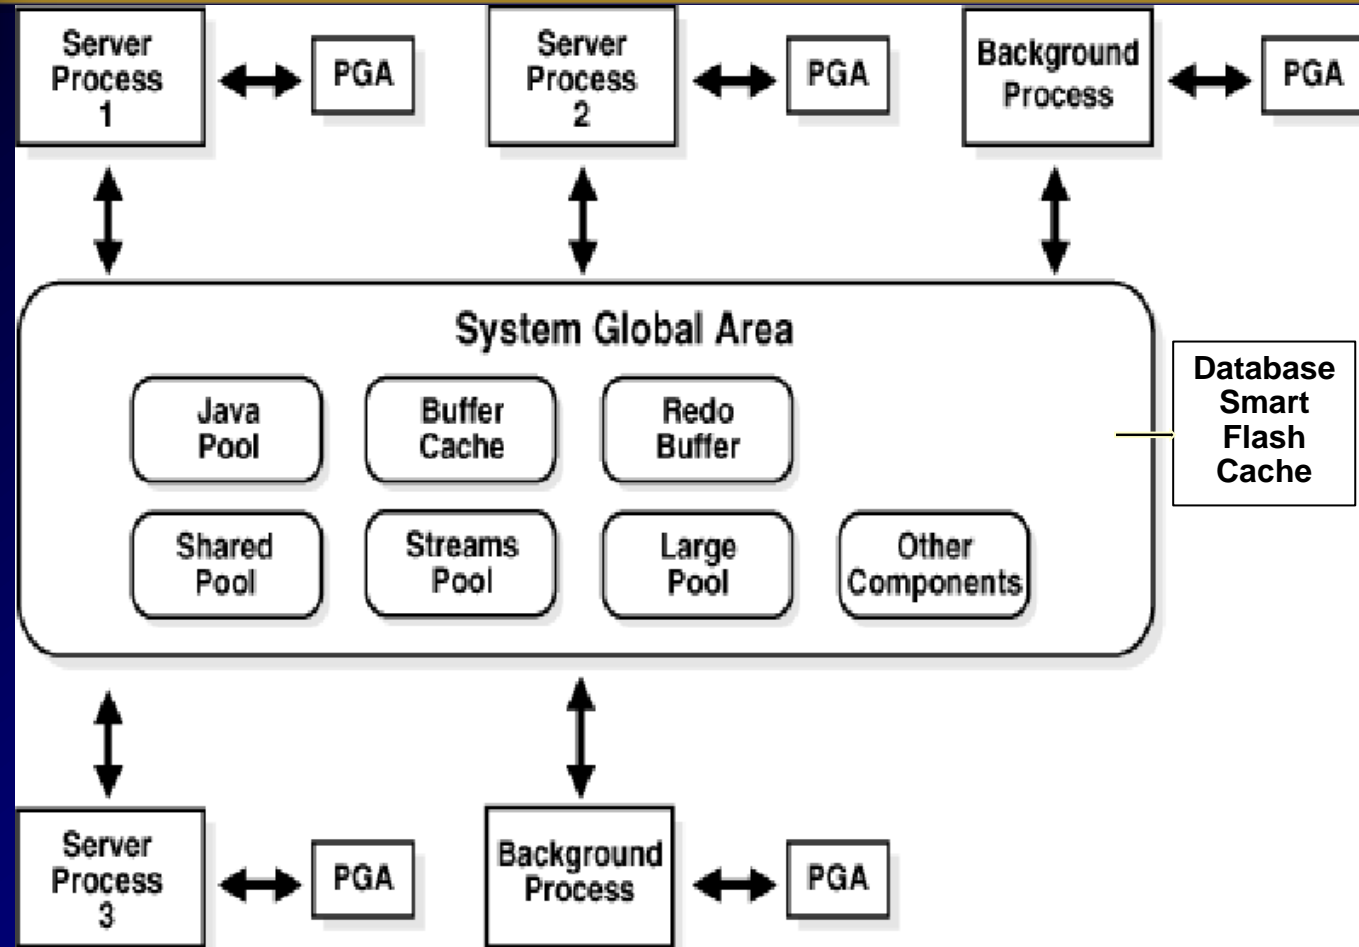 Server
Process
1
PGA
Server
Process
2
PGA
Background
Process
PGA
System Global Area
Java
Pool
Buffer
Cache
Redo
Buffer
Database
Smart
Flash
Cache
Shared
Pool
Streams
Pool
Large
Pool
Other
Components
Server
Process
3
PGA
Background
Process
PGA